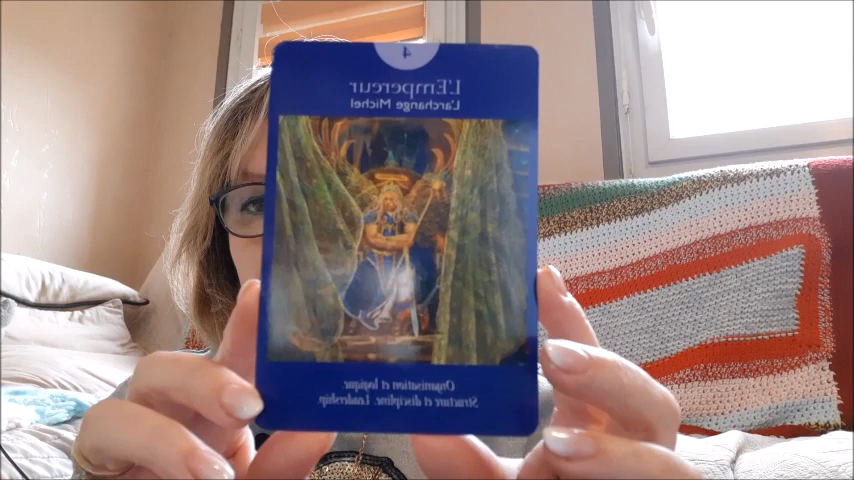 4
L'Empereur
L'archange Michel
Organisation et logique.
Structure et discipline. Leadership.